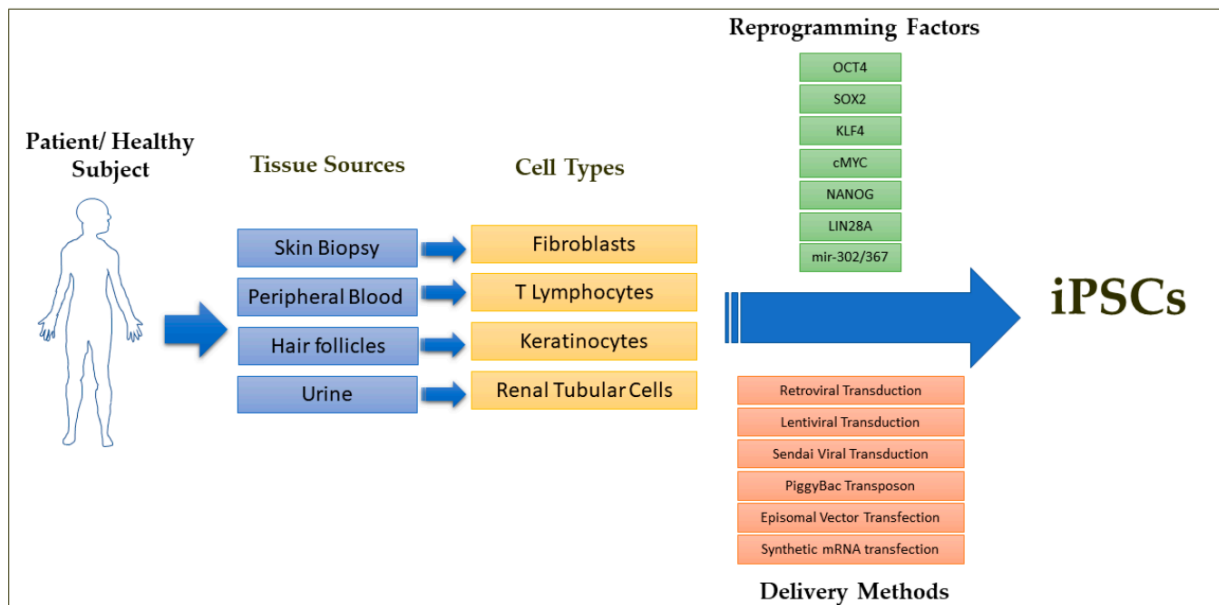 Patient/ Healthy
Subject
Tissue Sources
Skin Biopsy
Peripheral Blood
Hair follicles
Urine
Cell Types
Fibroblasts
T Lymphocytes
Keratinocytes
Renal Tubular Cells
Reprogramming Factors
OCT4
SOX2
KLF4
cMYC
NANOG
LIN28A
mir-302/367
Retroviral Transduction
Lentiviral Transduction
Sendai Viral Transduction
PiggyBac Transposon
Episomal Vector Transfection
Synthetic mRNA transfection
Delivery Methods
iPSCs